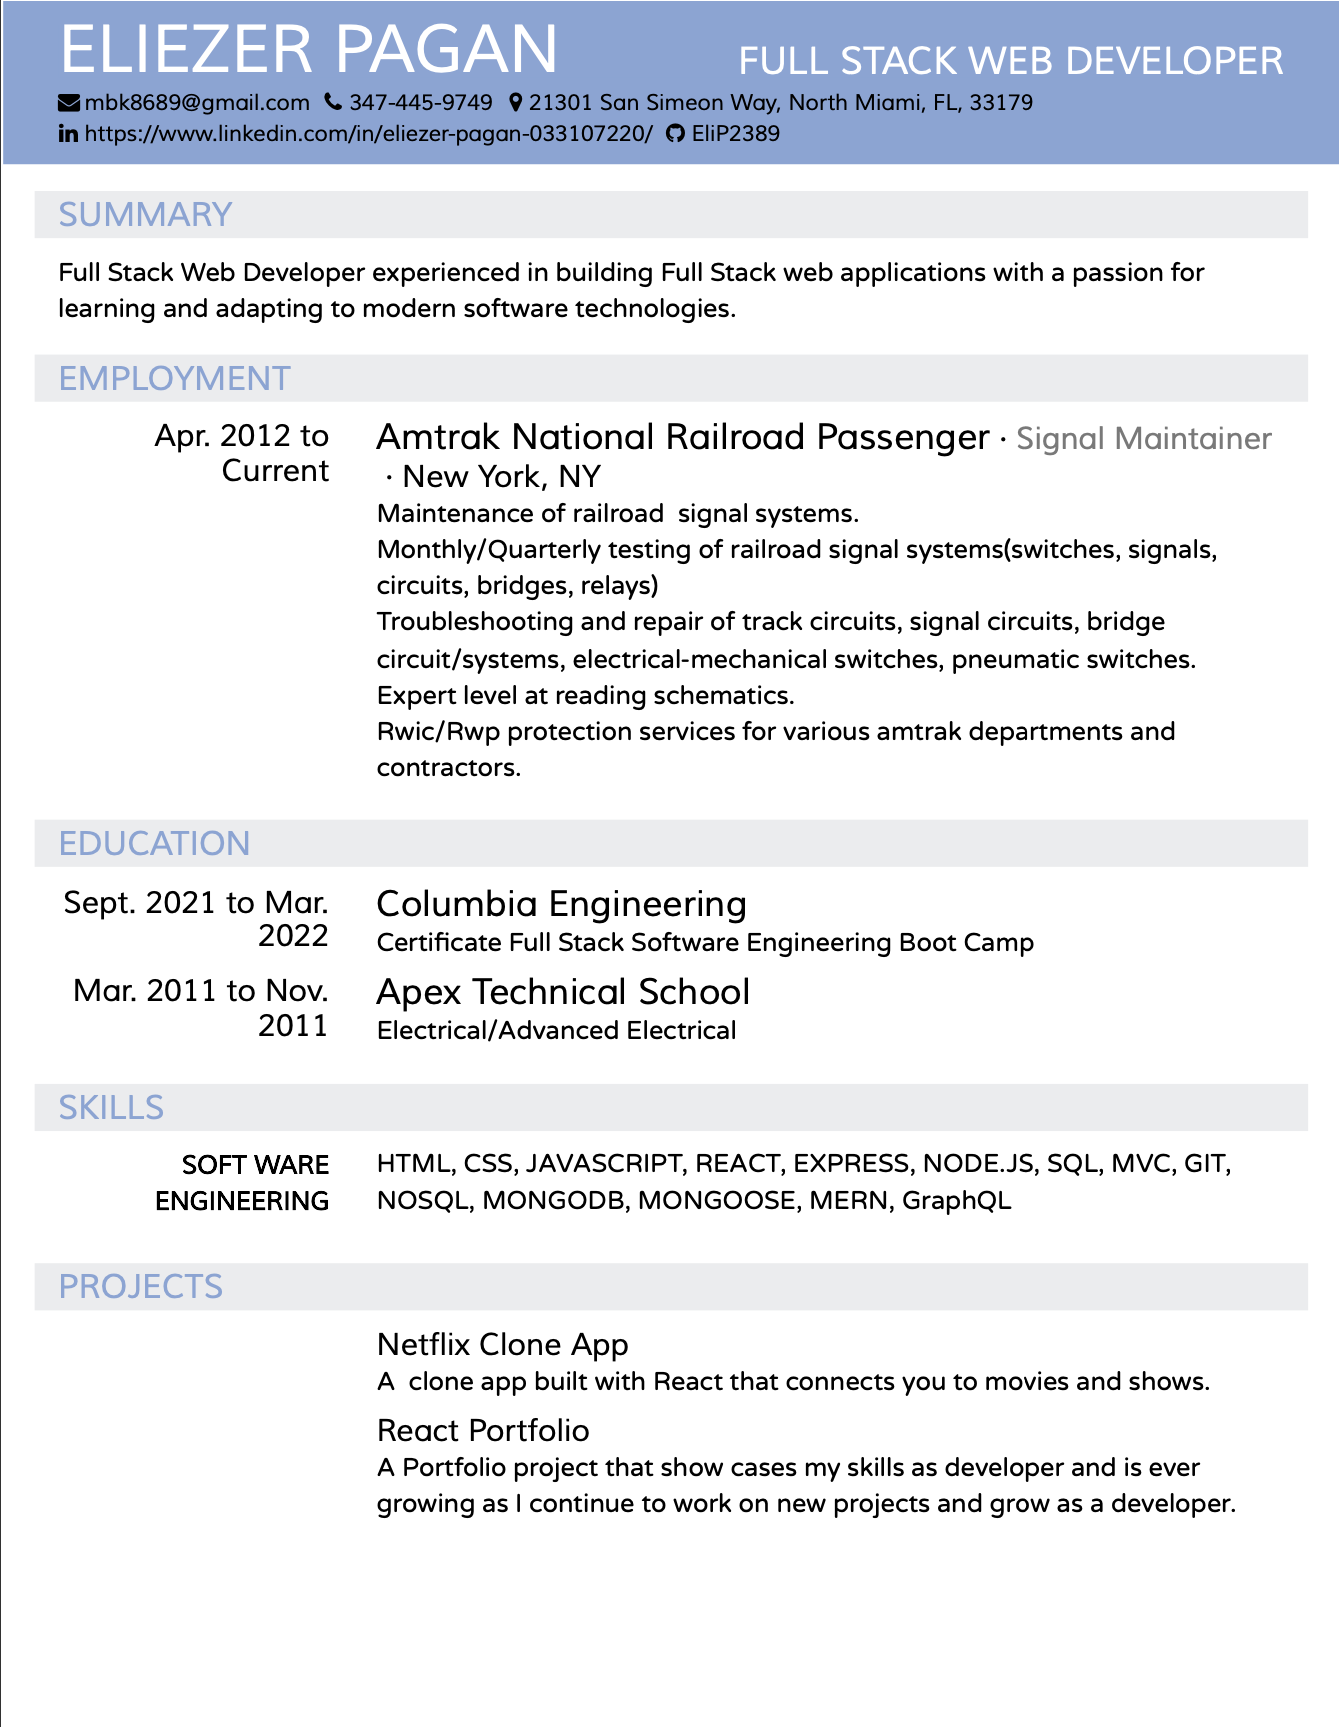 ELIEZER PAGAN
FULL STACK WEB DEVELOPER
mbk8689@gmail.com 347-445-9749 21301 San Simeon Way, North Miami, FL, 33179
https://www.linkedin.com/in/eliezer-pagan-033107220/ EliP2389
SUMMARY
Full Stack Web Developer experienced in building Full Stack web applications with a passion for
learning and adapting to modern software technologies.
EMPLOYMENT
Apr. 2012 to
Current
Amtrak National Railroad Passenger · Signal Maintainer
· New York, NY
Maintenance of railroad  signal systems.
Monthly/Quarterly testing of railroad signal systems(switches, signals,
circuits, bridges, relays)
Troubleshooting and repair of track circuits, signal circuits, bridge
circuit/systems, electrical-mechanical switches, pneumatic switches.
Expert level at reading schematics.
Rwic/Rwp protection services for various amtrak departments and
contractors.
EDUCATION
Sept. 2021 to Mar.
2022
Columbia Engineering
Certificate Full Stack Software Engineering Boot Camp
Mar. 2011 to Nov.
2011
Apex Technical School
Electrical/Advanced Electrical
SKILLS
SOFT WARE
ENGINEERING
HTML, CSS, JAVASCRIPT, REACT, EXPRESS, NODE.JS, SQL, MVC, GIT,
NOSQL, MONGODB, MONGOOSE, MERN, GraphQL
PROJECTS
Netflix Clone App
A  clone app built with React that connects you to movies and shows.
React Portfolio
A Portfolio project that show cases my skills as developer and is ever
growing as I continue to work on new projects and grow as a developer.